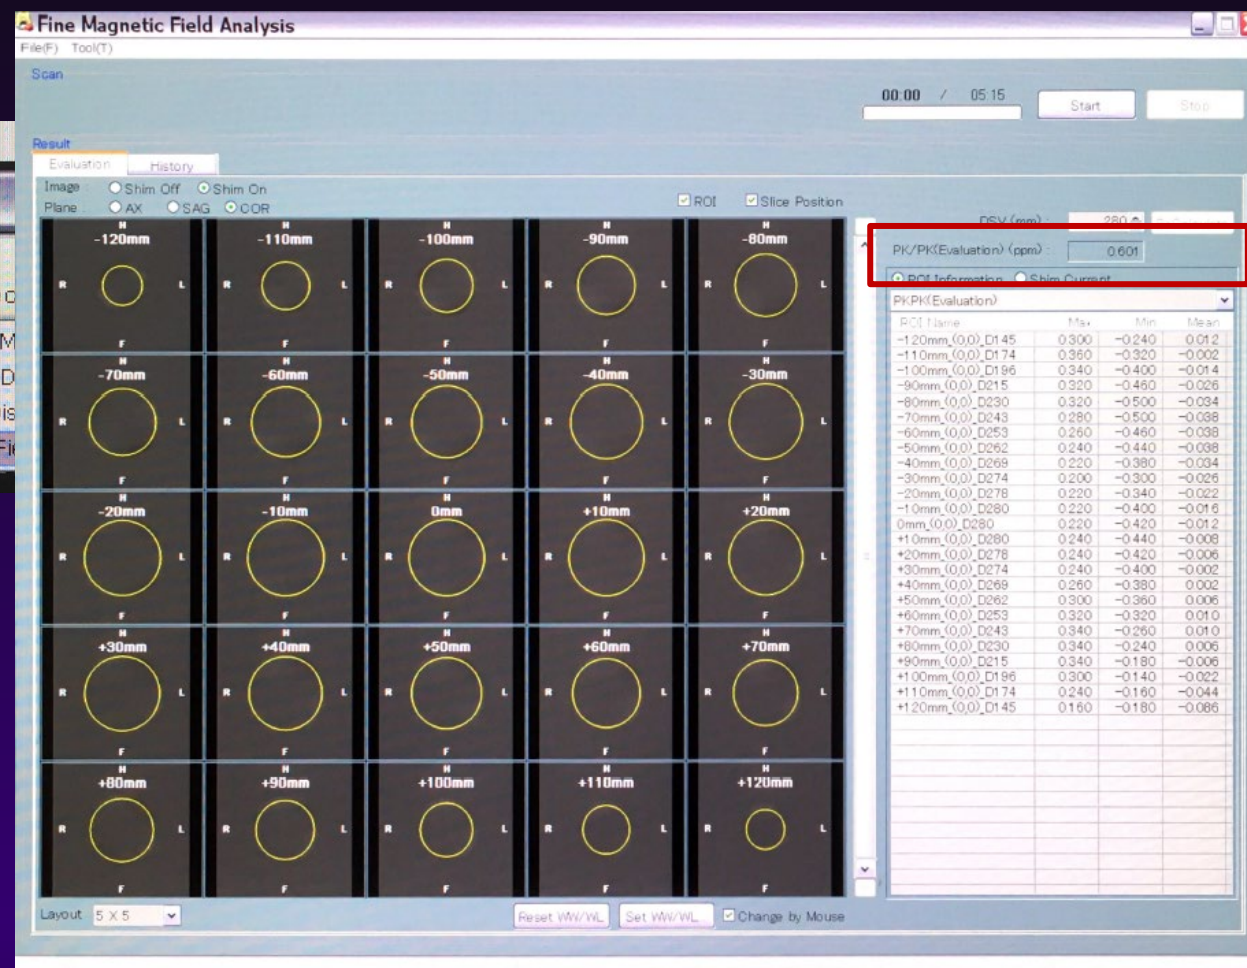 Fine Magnetic Field Analysis
File(F) Tool(T)
Scan
00:00 / 05:15
Start Stop
Result
Evaluation History
Image Shim Off Shim On
Plane AX SAG COR
ROI Slice Position
DSV (mm) : 280
PK/PK(Evaluation) (ppm) : 0.601
ROI Information Shim Current
PKPK(Evaluation)
ROI Name Max Min Mean
-120mm_(0,0)_D145 0.300 -0.240 0.012
-110mm_(0,0)_D174 0.360 -0.320 -0.002
-100mm_(0,0)_D196 0.340 -0.400 -0.014
-90mm_(0,0)_D215 0.320 -0.460 -0.026
-80mm_(0,0)_D230 0.320 -0.500 -0.034
-70mm_(0,0)_D243 0.280 -0.500 -0.038
-60mm_(0,0)_D253 0.260 -0.460 -0.038
-50mm_(0,0)_D262 0.240 -0.440 -0.038
-40mm_(0,0)_D269 0.220 -0.380 -0.034
-30mm_(0,0)_D274 0.200 -0.300 -0.026
-20mm_(0,0)_D278 0.220 -0.340 -0.022
-10mm_(0,0)_D280 0.220 -0.400 -0.016
0mm_(0,0)_D280 0.220 -0.420 -0.012
+10mm_(0,0)_D280 0.240 -0.440 -0.008
+20mm_(0,0)_D278 0.240 -0.420 -0.006
+30mm_(0,0)_D274 0.240 -0.400 -0.002
+40mm_(0,0)_D269 0.260 -0.380 0.002
+50mm_(0,0)_D262 0.300 -0.360 0.006
+60mm_(0,0)_D253 0.320 -0.320 0.010
+70mm_(0,0)_D243 0.340 -0.260 0.010
+80mm_(0,0)_D230 0.340 -0.240 0.006
+90mm_(0,0)_D215 0.340 -0.180 -0.006
+100mm_(0,0)_D196 0.300 -0.140 -0.022
+110mm_(0,0)_D174 0.240 -0.160 -0.044
+120mm_(0,0)_D145 0.160 -0.180 -0.086
H H H H H
-120mm -110mm -100mm -90mm -80mm
R L R L R L R L R L
F F F F F
H H H H H
-70mm -60mm -50mm -40mm -30mm
R L R L R L R L R L
F F F F F
H H H H H
-20mm -10mm 0mm +10mm +20mm
R L R L R L R L R L
F F F F F
H H H H H
+30mm +40mm +50mm +60mm +70mm
R L R L R L R L R L
F F F F F
H H H H H
+80mm +90mm +100mm +110mm +120mm
R L R L R L R L R L
F F F F F
Layout 5 X 5 Reset WW/WL Set WW/WL Change by Mouse